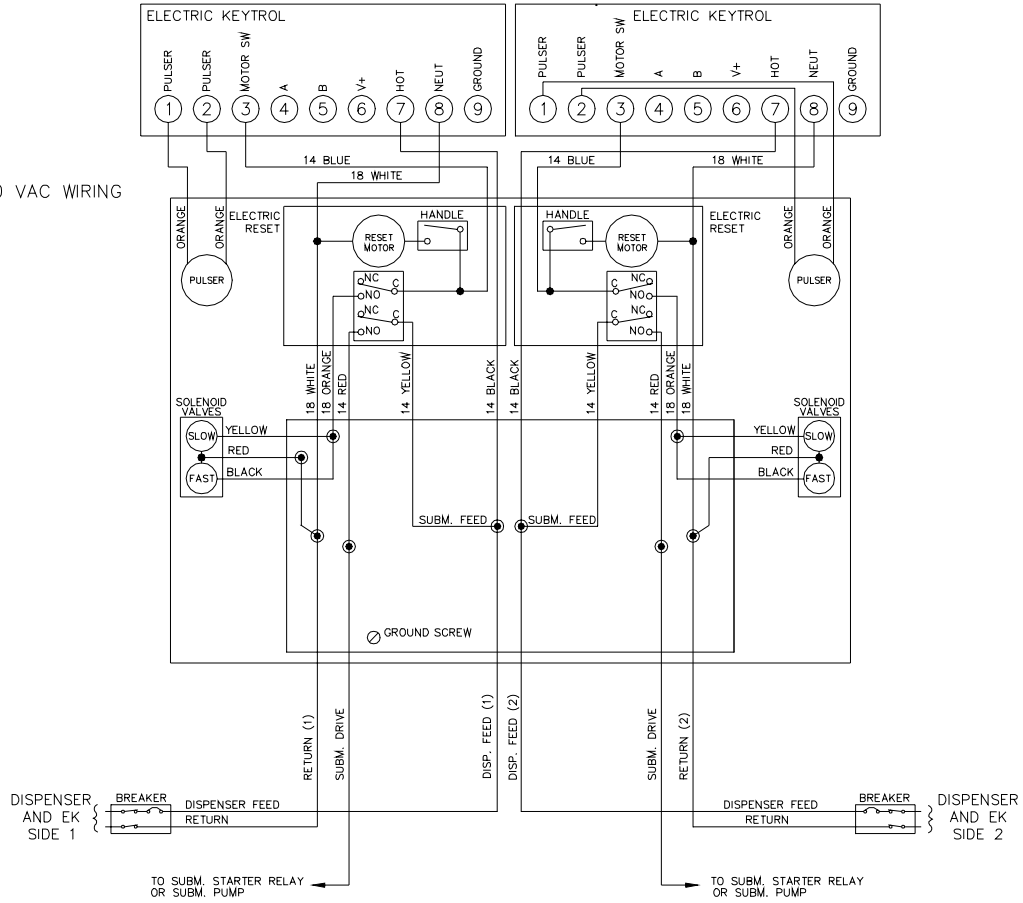 ELECTRIC KEYTROL
PULSER
PULSER
MOTOR SW
A
B
V+
HOT
NEUT
GROUND
1
2
3
4
5
6
7
8
9
ELECTRIC KEYTROL
PULSER
PULSER
MOTOR SW
A
B
V+
HOT
NEUT
GROUND
1
2
3
4
5
6
7
8
9
14 BLUE
18 WHITE
14 BLUE
18 WHITE
VAC WIRING
ORANGE
ORANGE
ELECTRIC
RESET
RESET
MOTOR
HANDLE
HANDLE
RESET
MOTOR
ELECTRIC
RESET
ORANGE
ORANGE
PULSER
NC
C
NO
NC
C
NO
NC
C
NO
NC
C
NO
PULSER
18 WHITE
18 ORANGE
14 RED
14 YELLOW
14 BLACK
14 BLACK
14 YELLOW
14 RED
18 ORANGE
18 WHITE
SOLENOID
VALVES
SLOW
FAST
YELLOW
RED
BLACK
SOLENOID
VALVES
SLOW
FAST
YELLOW
RED
BLACK
SUBM. FEED
SUBM. FEED
GROUND SCREW
RETURN (1)
SUBM. DRIVE
DISP. FEED (1)
DISP. FEED (2)
SUBM. DRIVE
RETURN (2)
DISPENSER
AND EK
SIDE 1
BREAKER
DISPENSER FEED
RETURN
DISPENSER FEED
RETURN
BREAKER
DISPENSER
AND EK
SIDE 2
TO SUBM. STARTER RELAY
OR SUBM. PUMP
TO SUBM. STARTER RELAY
OR SUBM. PUMP